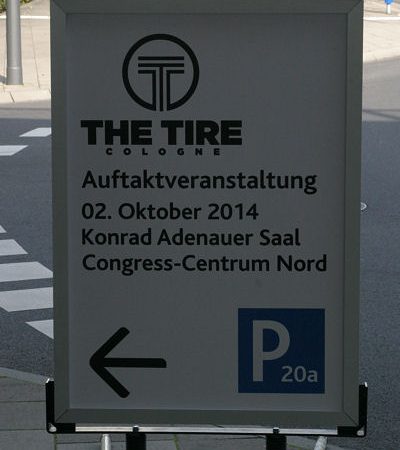 THE TIRE
COLOGNE
Auftaktveranstaltung
02. Oktober 2014
Konrad Adenauer Saal
Congress-Centrum Nord
P 20a